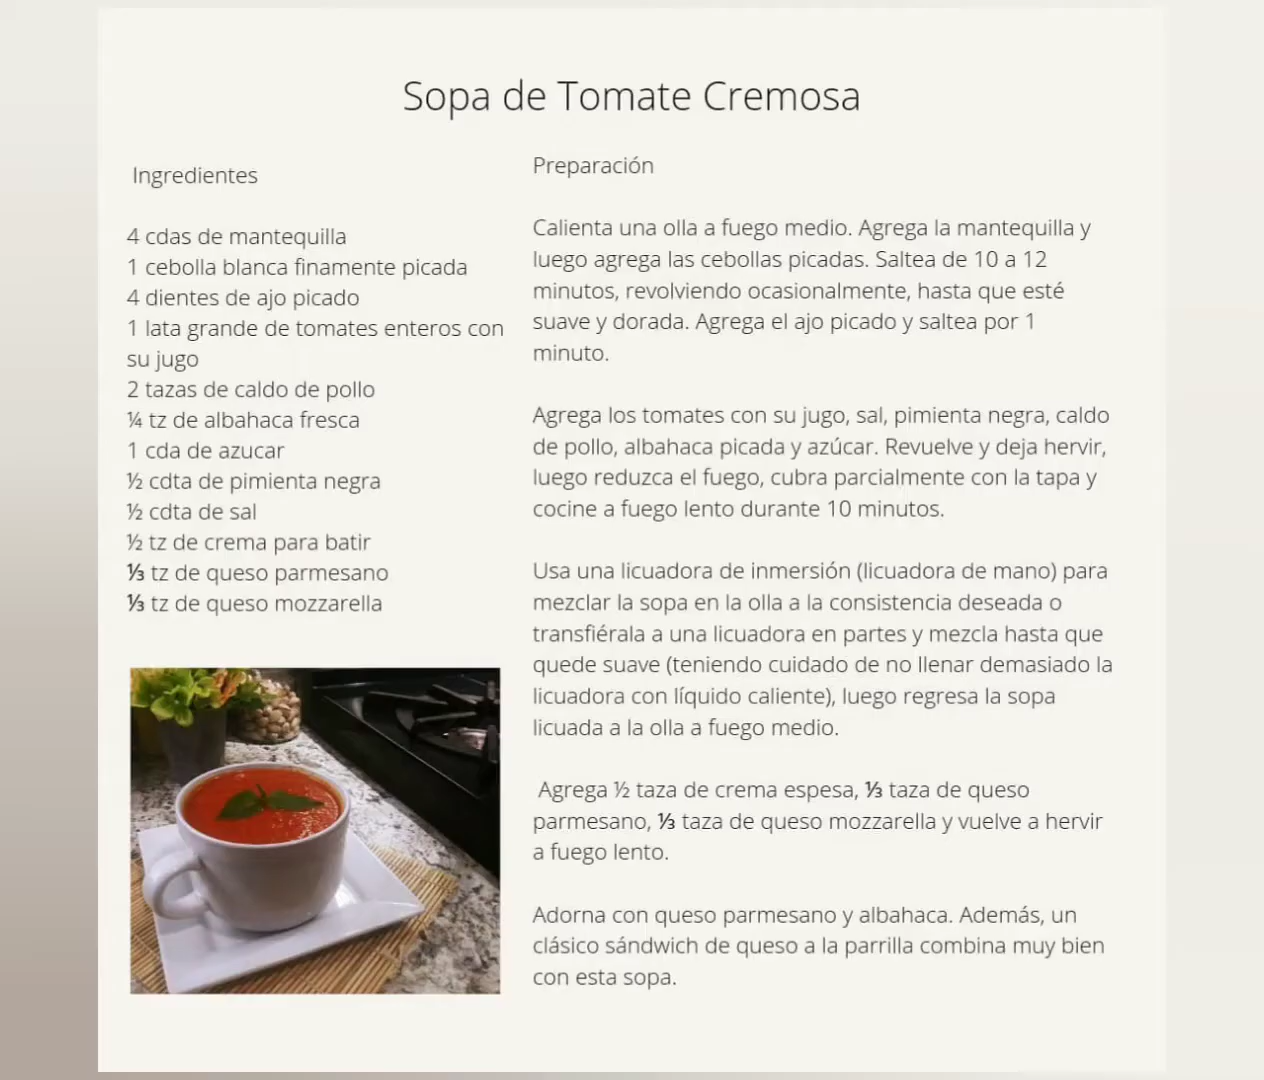 Sopa de Tomate Cremosa
Ingredientes
4 cdas de mantequilla
1 cebolla blanca finamente picada
4 dientes de ajo picado
1 lata grande de tomates enteros con
su jugo
2 tazas de caldo de pollo
¼ tz de albahaca fresca
1 cda de azucar
½ cdta de pimienta negra
½ cdta de sal
½ tz de crema para batir
⅓ tz de queso parmesano
⅓ tz de queso mozzarella
Preparación
Calienta una olla a fuego medio. Agrega la mantequilla y
luego agrega las cebollas picadas. Saltea de 10 a 12
minutos, revolviendo ocasionalmente, hasta que esté
suave y dorada. Agrega el ajo picado y saltea por 1
minuto.
Agrega los tomates con su jugo, sal, pimienta negra, caldo
de pollo, albahaca picada y azúcar. Revuelve y deja hervir,
luego reduzca el fuego, cubra parcialmente con la tapa y
cocine a fuego lento durante 10 minutos.
Usa una licuadora de inmersión (licuadora de mano) para
mezclar la sopa en la olla a la consistencia deseada o
transfiérala a una licuadora en partes y mezcla hasta que
quede suave (teniendo cuidado de no llenar demasiado la
licuadora con líquido caliente), luego regresa la sopa
licuada a la olla a fuego medio.
Agrega ½ taza de crema espesa, ⅓ taza de queso
parmesano, ⅓ taza de queso mozzarella y vuelve a hervir
a fuego lento.
Adorna con queso parmesano y albahaca. Además, un
clásico sándwich de queso a la parrilla combina muy bien
con esta sopa.